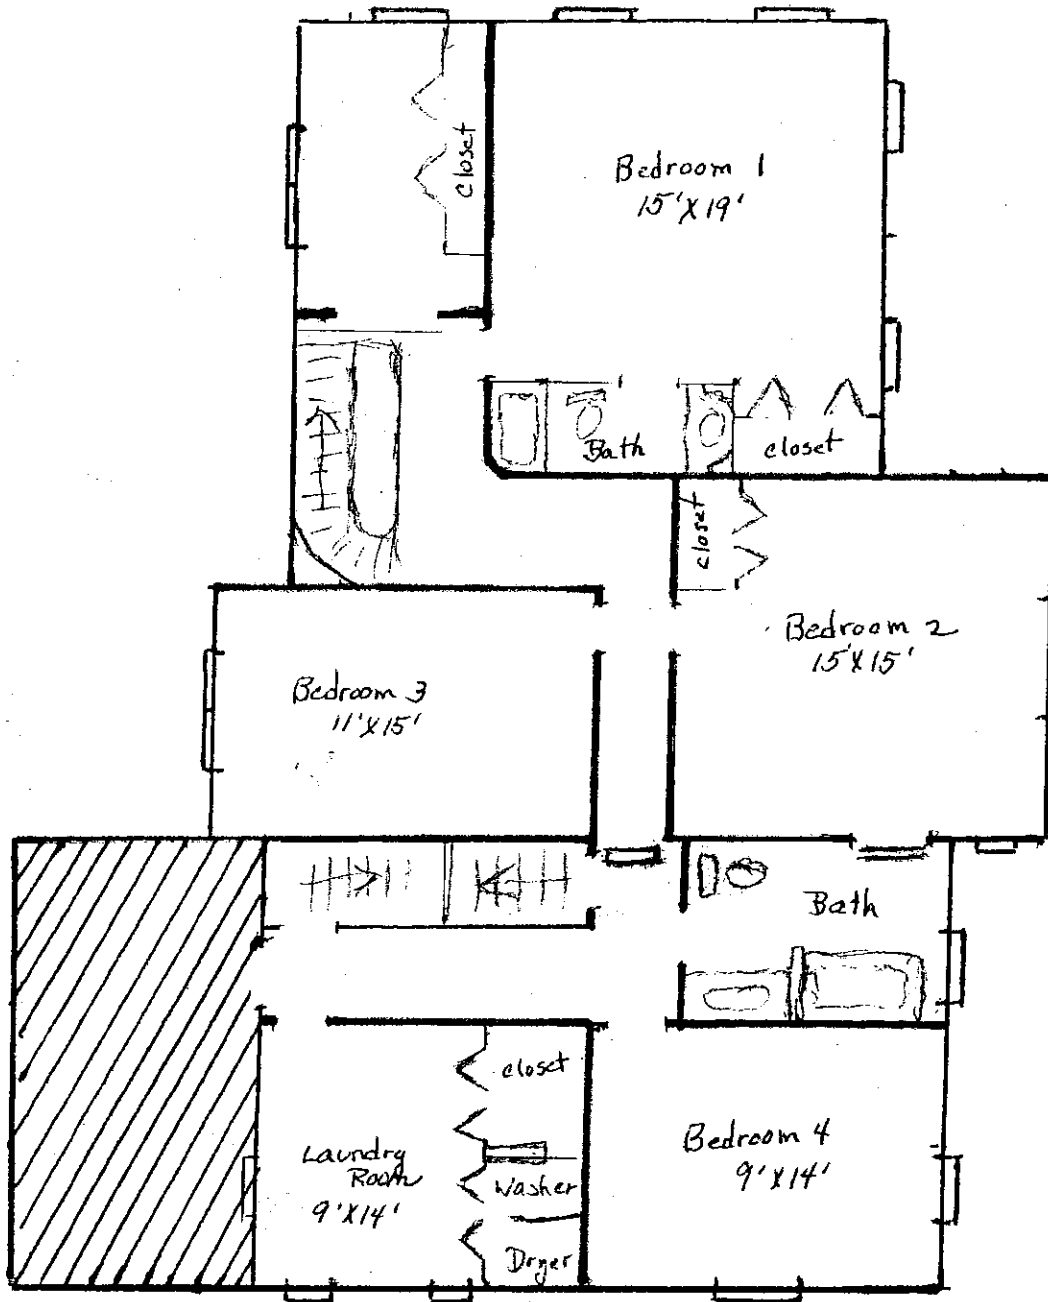 closet
Bedroom 1
15'X19'
Bath
closet
closet
Bedroom 2
15'X15'
Bedroom 3
11'X15'
Bath
closet
Laundry
Room
9'X14'
Washer
Dryer
Bedroom 4
9'X14'